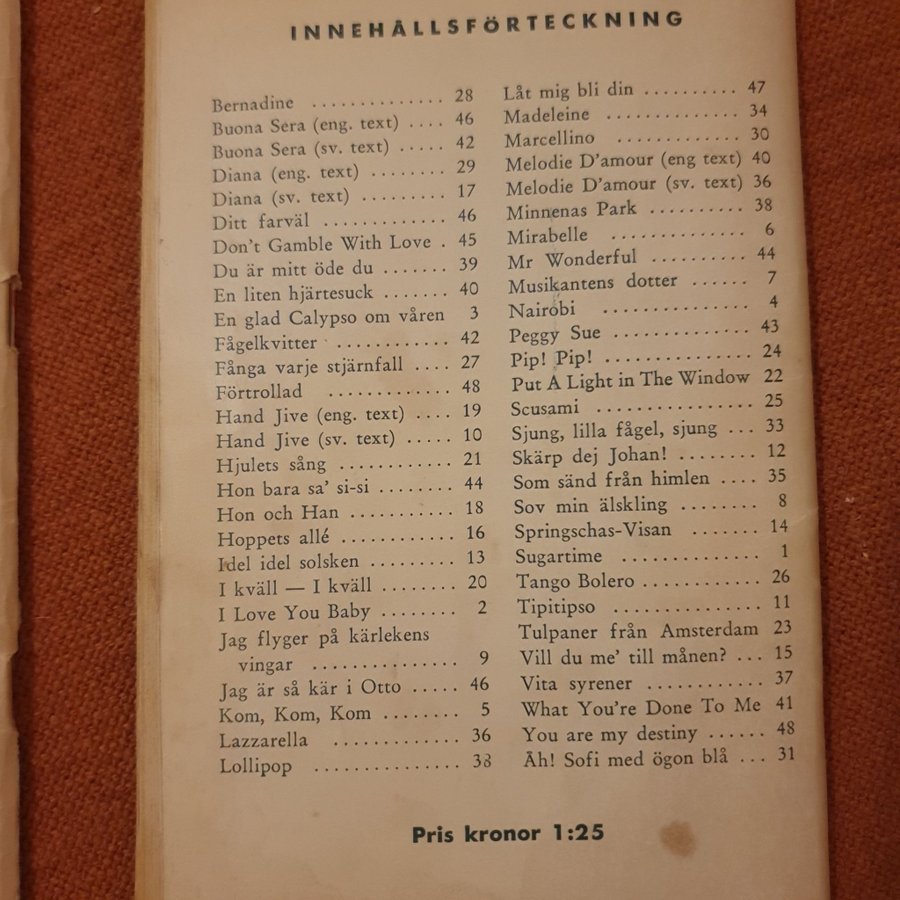 INNEHÅLLSFÖRTECKNING
Bernadine .............. 28
Buona Sera (eng. text) .... 46
Buona Sera (sv. text) ..... 42
Diana (eng. text) ........ 29
Diana (sv. text) ......... 17
Ditt farväl ............. 46
Don't Gamble With Love . 45
Du är mitt öde du ....... 39
En liten hjärtesuck ....... 40
En glad Calypso om våren 3
Fågelkvitter ............ 42
Fånga varje stjärnfall .... 27
Förtrollad ............. 48
Hand Jive (eng. text) .... 19
Hand Jive (sv. text) ..... 10
Hjulets sång ............ 21
Hon bara sa' si-si ........ 44
Hon och Han ........... 18
Hoppets allé ............ 16
Idel idel solsken ......... 13
I kväll — I kväll ........ 20
I Love You Baby ........ 2
Jag flyger på kärlekens
vingar ............... 9
Jag är så kär i Otto ..... 46
Kom, Kom, Kom ........ 5
Lazzarella ............. 36
Lollipop ............... 38
Låt mig bli din .......... 47
Madeleine .............. 34
Marcellino ............. 30
Melodie D'amour (eng text) 40
Melodie D'amour (sv. text) 36
Minnenas Park .......... 38
Mirabelle .............. 6
Mr Wonderful .......... 44
Musikantens dotter ...... 7
Nairobi ............... 4
Peggy Sue .............. 43
Pip! Pip! ................ 24
Put A Light in The Window 22
Scusami ................ 25
Sjung, lilla fågel, sjung ... 33
Skärp dej Johan! ........ 12
Som sänd från himlen .... 35
Sov min älskling ........ 8
Springschas-Visan ....... 14
Sugartime .............. 1
Tango Bolero ............ 26
Tipitipso ............... 11
Tulpaner från Amsterdam 23
Vill du me' till månen? ... 15
Vita syrener ............ 37
What You're Done To Me 41
You are my destiny ...... 48
Åh! Sofi med ögon blå ... 31
Pris kronor 1:25